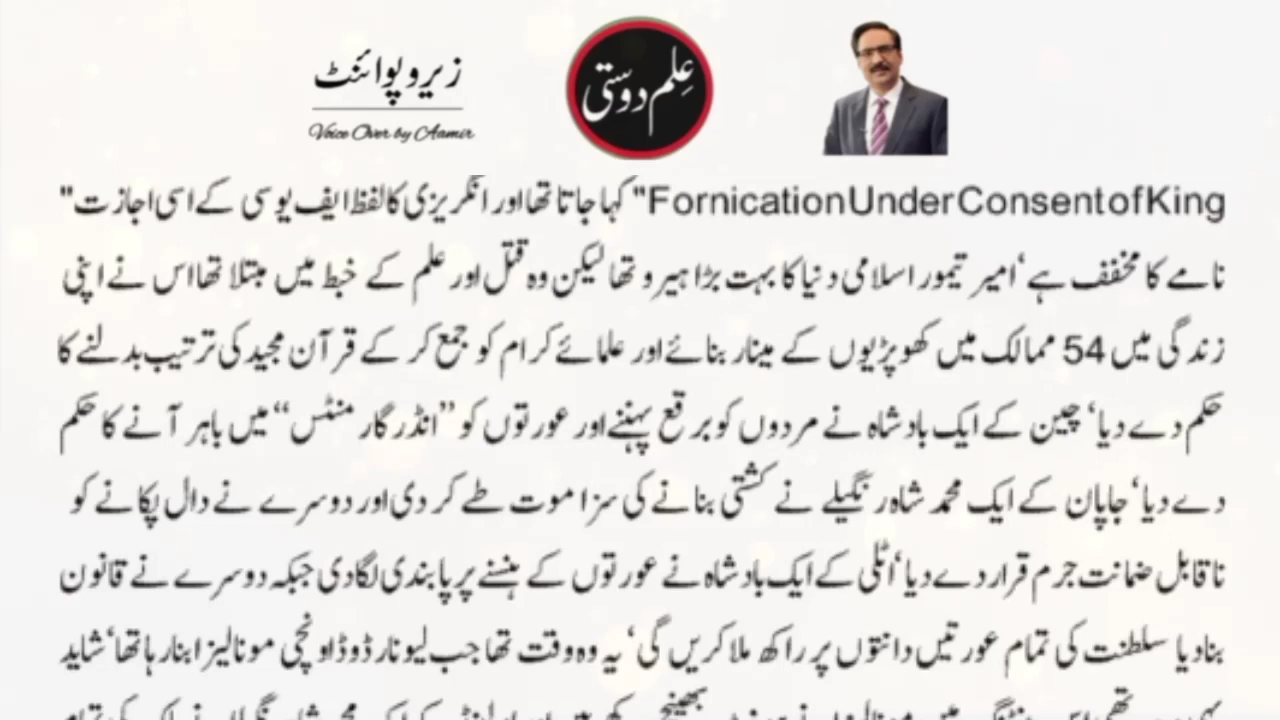 زیرو پوائنٹ
Voice Over by Aamir
علم دوستی
"Fornication Under Consent of King" کہا جاتا تھا اور انگریزی کا لفظ ایف یو سی کے اسی اجازت
نامے کا مخفف ہے‘ امیر تیمور اسلامی دنیا کا بہت بڑا ہیرو تھا لیکن وہ قتل اور علم کے خبط میں مبتلا تھا اس نے اپنی
زندگی میں 54 ممالک میں کھوپڑیوں کے مینار بنائے اور علمائے کرام کو جمع کر کے قرآن مجید کی ترتیب بدلنے کا
حکم دے دیا‘ چین کے ایک بادشاہ نے مردوں کو برقع پہننے اور عورتوں کو ’’انڈر گارمنٹس‘‘ میں باہر آنے کا حکم
دے دیا‘ جاپان کے ایک محمد شاہ رنگیلے نے کشتی بنانے کی سزا موت طے کر دی اور دوسرے نے دال پکانے کو
ناقابل ضمانت جرم قرار دے دیا‘ اٹلی کے ایک بادشاہ نے عورتوں کے ہنسنے پر پابندی لگا دی جبکہ دوسرے نے قانون
بنا دیا سلطنت کی تمام عورتیں دانتوں پر راکھ ملا کریں گی‘ یہ وہ وقت تھا جب لیونارڈو ڈاونچی مونا لیزا بنا رہا تھا‘ شاید